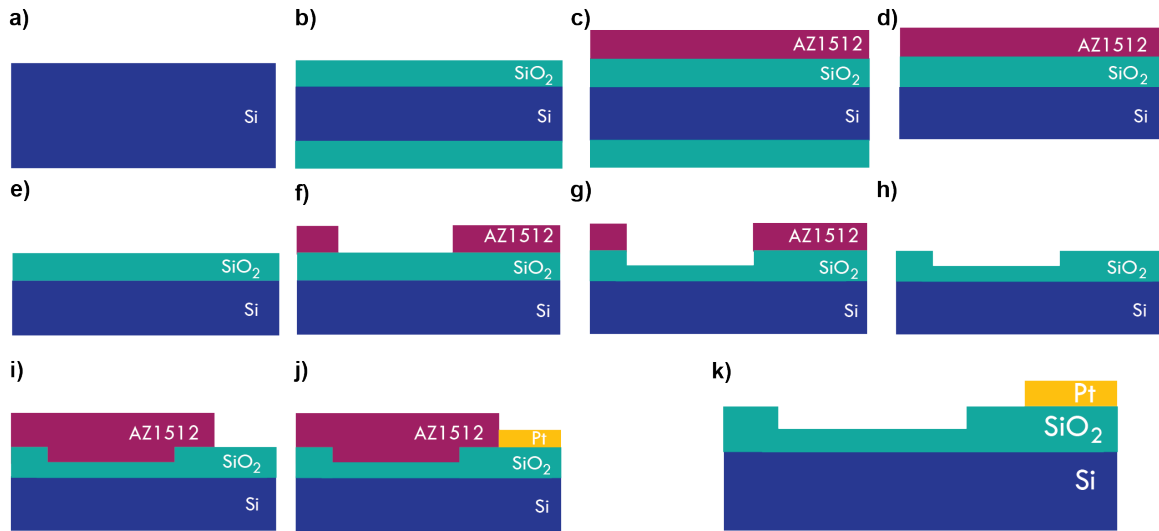 a)
Si
b)
SiO2
Si
c)
AZ1512
SiO2
Si
d)
AZ1512
SiO2
Si
e)
SiO2
Si
f)
AZ1512
SiO2
Si
g)
AZ1512
SiO2
Si
h)
SiO2
Si
i)
AZ1512
SiO2
Si
j)
AZ1512
Pt
SiO2
Si
k)
Pt
SiO2
Si